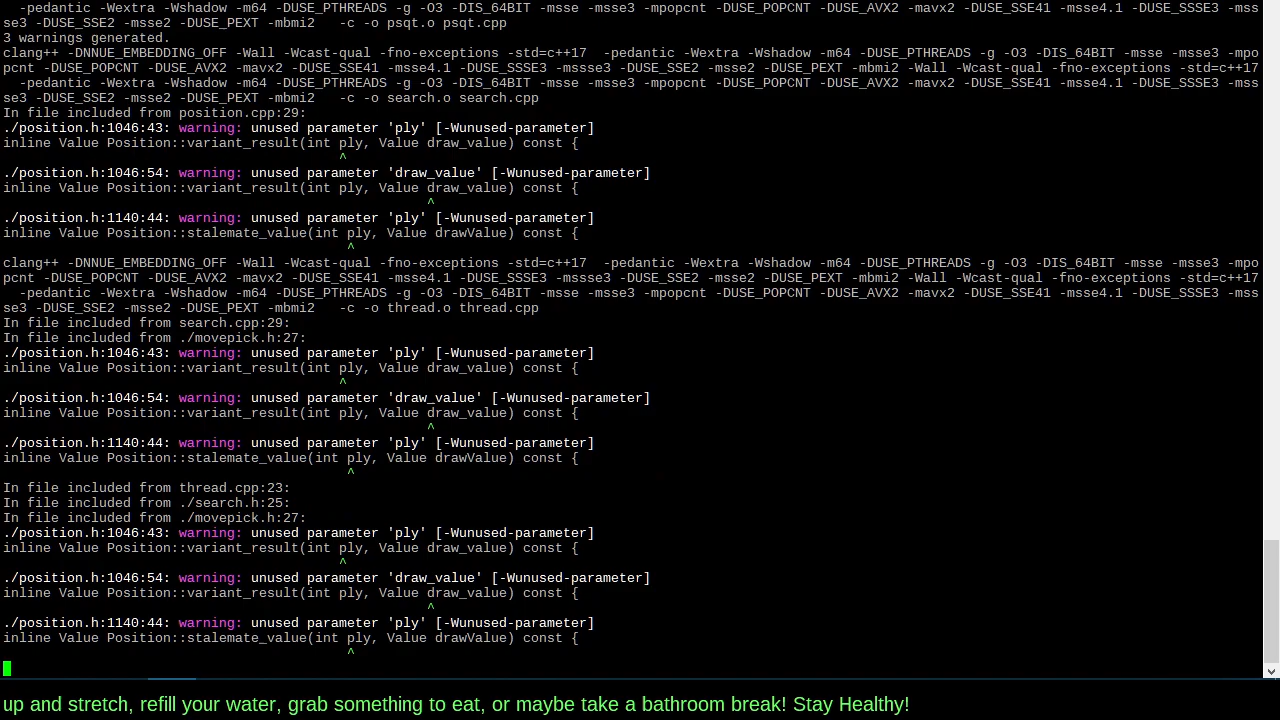 -pedantic -Wextra -Wshadow -m64 -DUSE_PTHREADS -g -O3 -DIS_64BIT -msse -msse3 -mpopcnt -DUSE_POPCNT -DUSE_AVX2 -mavx2 -DUSE_SSE41 -msse4.1 -DUSE_SSSE3 -mss
se3 -DUSE_SSE2 -msse2 -DUSE_PEXT -mbmi2   -c -o psqt.o psqt.cpp
3 warnings generated.
clang++ -DNNUE_EMBEDDING_OFF -Wall -Wcast-qual -fno-exceptions -std=c++17  -pedantic -Wextra -Wshadow -m64 -DUSE_PTHREADS -g -O3 -DIS_64BIT -msse -msse3 -mpo
pcnt -DUSE_POPCNT -DUSE_AVX2 -mavx2 -DUSE_SSE41 -msse4.1 -DUSE_SSSE3 -mssse3 -DUSE_SSE2 -msse2 -DUSE_PEXT -mbmi2 -Wall -Wcast-qual -fno-exceptions -std=c++17
  -pedantic -Wextra -Wshadow -m64 -DUSE_PTHREADS -g -O3 -DIS_64BIT -msse -msse3 -mpopcnt -DUSE_POPCNT -DUSE_AVX2 -mavx2 -DUSE_SSE41 -msse4.1 -DUSE_SSSE3 -mss
se3 -DUSE_SSE2 -msse2 -DUSE_PEXT -mbmi2   -c -o search.o search.cpp
In file included from position.cpp:29:
./position.h:1046:43: warning: unused parameter 'ply' [-Wunused-parameter]
inline Value Position::variant_result(int ply, Value draw_value) const {
                                          ^
./position.h:1046:54: warning: unused parameter 'draw_value' [-Wunused-parameter]
inline Value Position::variant_result(int ply, Value draw_value) const {
                                                     ^
./position.h:1140:44: warning: unused parameter 'ply' [-Wunused-parameter]
inline Value Position::stalemate_value(int ply, Value drawValue) const {
                                           ^
clang++ -DNNUE_EMBEDDING_OFF -Wall -Wcast-qual -fno-exceptions -std=c++17  -pedantic -Wextra -Wshadow -m64 -DUSE_PTHREADS -g -O3 -DIS_64BIT -msse -msse3 -mpo
pcnt -DUSE_POPCNT -DUSE_AVX2 -mavx2 -DUSE_SSE41 -msse4.1 -DUSE_SSSE3 -mssse3 -DUSE_SSE2 -msse2 -DUSE_PEXT -mbmi2 -Wall -Wcast-qual -fno-exceptions -std=c++17
  -pedantic -Wextra -Wshadow -m64 -DUSE_PTHREADS -g -O3 -DIS_64BIT -msse -msse3 -mpopcnt -DUSE_POPCNT -DUSE_AVX2 -mavx2 -DUSE_SSE41 -msse4.1 -DUSE_SSSE3 -mss
se3 -DUSE_SSE2 -msse2 -DUSE_PEXT -mbmi2   -c -o thread.o thread.cpp
In file included from search.cpp:29:
In file included from ./movepick.h:27:
./position.h:1046:43: warning: unused parameter 'ply' [-Wunused-parameter]
inline Value Position::variant_result(int ply, Value draw_value) const {
                                          ^
./position.h:1046:54: warning: unused parameter 'draw_value' [-Wunused-parameter]
inline Value Position::variant_result(int ply, Value draw_value) const {
                                                     ^
./position.h:1140:44: warning: unused parameter 'ply' [-Wunused-parameter]
inline Value Position::stalemate_value(int ply, Value drawValue) const {
                                           ^
In file included from thread.cpp:23:
In file included from ./search.h:25:
In file included from ./movepick.h:27:
./position.h:1046:43: warning: unused parameter 'ply' [-Wunused-parameter]
inline Value Position::variant_result(int ply, Value draw_value) const {
                                          ^
./position.h:1046:54: warning: unused parameter 'draw_value' [-Wunused-parameter]
inline Value Position::variant_result(int ply, Value draw_value) const {
                                                     ^
./position.h:1140:44: warning: unused parameter 'ply' [-Wunused-parameter]
inline Value Position::stalemate_value(int ply, Value drawValue) const {
                                           ^
up and stretch, refill your water, grab something to eat, or maybe take a bathroom break! Stay Healthy!